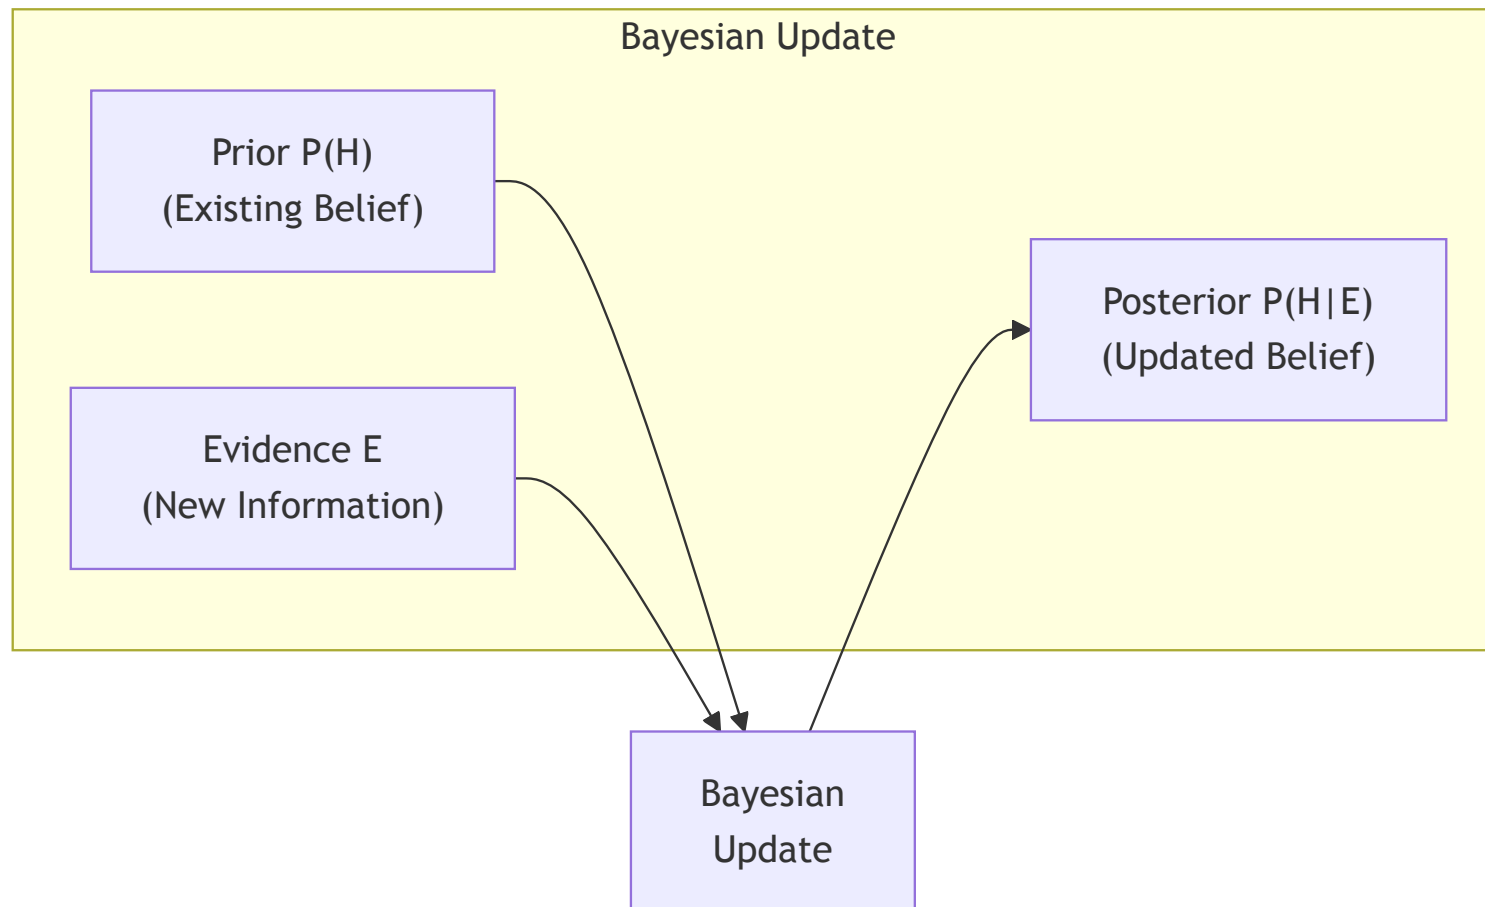 Bayesian Update
Prior P(H)
(Existing Belief)
Evidence E
(New Information)
Posterior P(H|E)
(Updated Belief)
Bayesian
Update